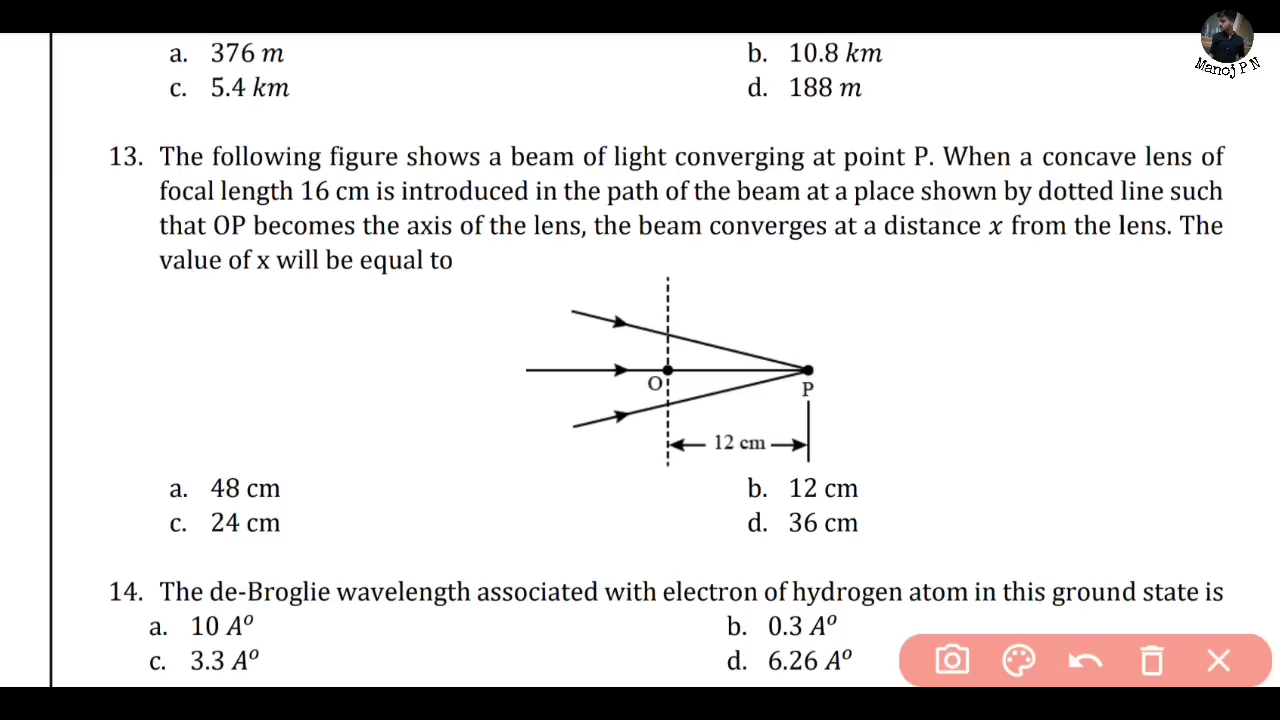 Manoj P N
a. 376 m
b. 10.8 km
c. 5.4 km
d. 188 m
13. The following figure shows a beam of light converging at point P. When a concave lens of
focal length 16 cm is introduced in the path of the beam at a place shown by dotted line such
that OP becomes the axis of the lens, the beam converges at a distance x from the lens. The
value of x will be equal to
O
P
12 cm
a. 48 cm
b. 12 cm
c. 24 cm
d. 36 cm
14. The de-Broglie wavelength associated with electron of hydrogen atom in this ground state is
a. 10 Aº
b. 0.3 Aº
c. 3.3 Aº
d. 6.26 Aº